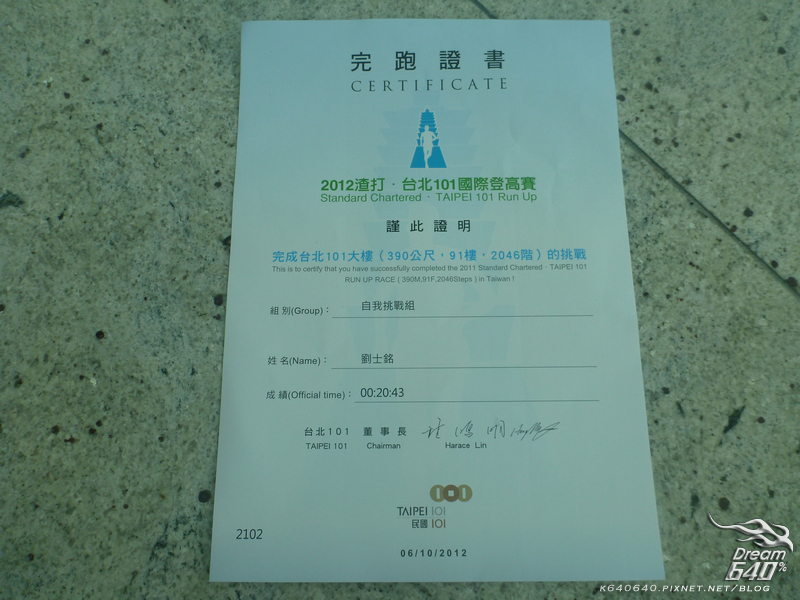 完跑證書
CERTIFICATE
2012渣打．台北101國際登高賽
Standard Chartered．TAIPEI 101 Run Up
謹此證明
完成台北101大樓（390公尺，91樓，2046階）的挑戰
This is to certify that you have successfully completed the 2011 Standard Chartered．TAIPEI 101
RUN UP RACE ( 390M,91F,2046Steps ) in Taiwan !
組 別(Group)： 自我挑戰組
姓 名(Name)： 劉士銘
成 績(Official time)： 00:20:43
台北101 董事長 林鴻明
TAIPEI 101 Chairman Harace Lin
101
TAIPEI 101
民國 101
2102
06/10/2012
Dream
640%
K640640.PIXNET.NET/BLOG